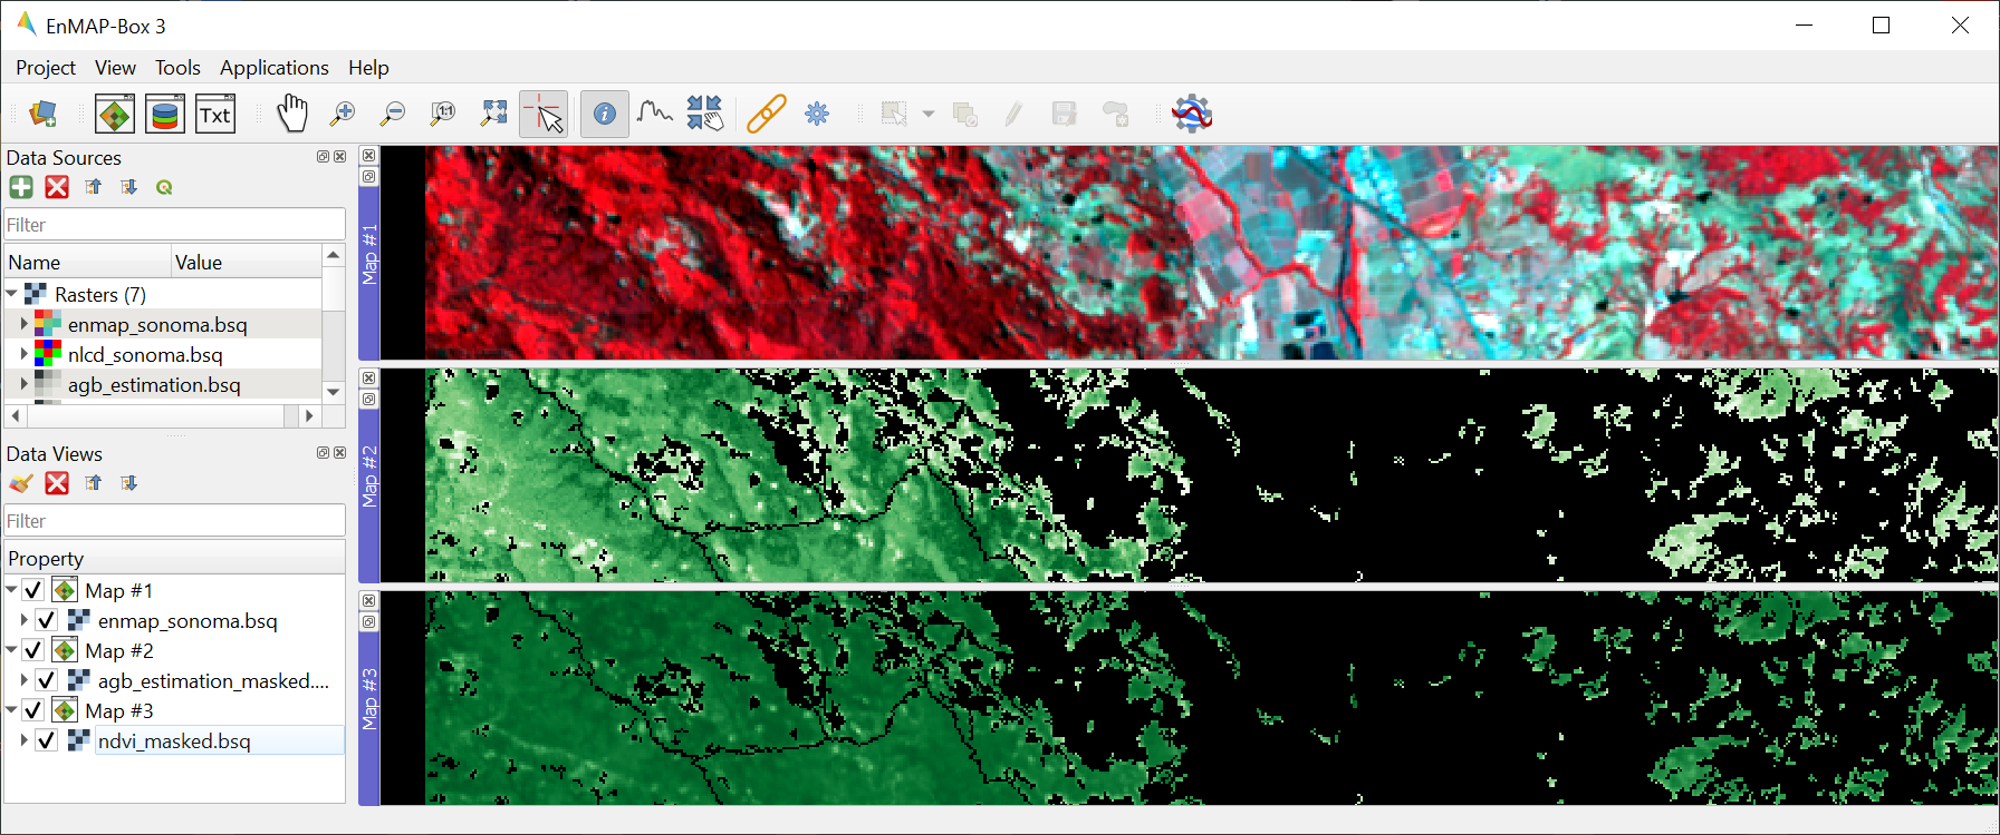 EnMAP-Box 3
Project View Tools Applications Help
1:1
Txt
Data Sources
Filter
Name Value
Rasters (7)
enmap_sonoma.bsq
nlcd_sonoma.bsq
agb_estimation.bsq
Data Views
Filter
Property
Map #1
enmap_sonoma.bsq
Map #2
agb_estimation_masked....
Map #3
ndvi_masked.bsq
Map #1
Map #2
Map #3